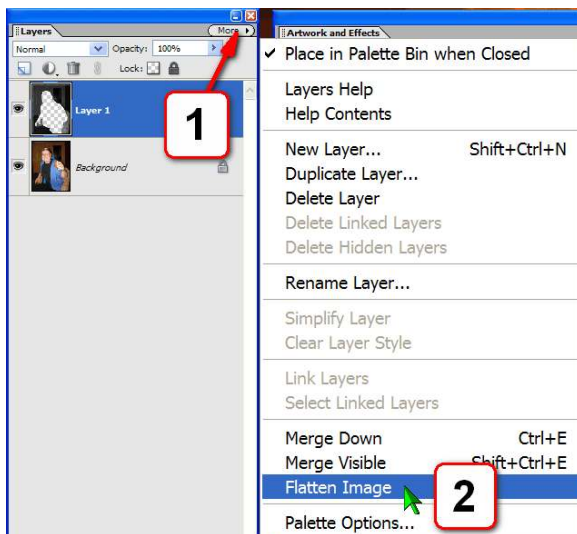 Layers
More
Normal
Opacity: 100%
Lock:
Layer 1
Background
1
Artwork and Effects
Place in Palette Bin when Closed
Layers Help
Help Contents
New Layer... Shift+Ctrl+N
Duplicate Layer...
Delete Layer
Delete Linked Layers
Delete Hidden Layers
Rename Layer...
Simplify Layer
Clear Layer Style
Link Layers
Select Linked Layers
Merge Down Ctrl+E
Merge Visible Shift+Ctrl+E
Flatten Image
2
Palette Options...